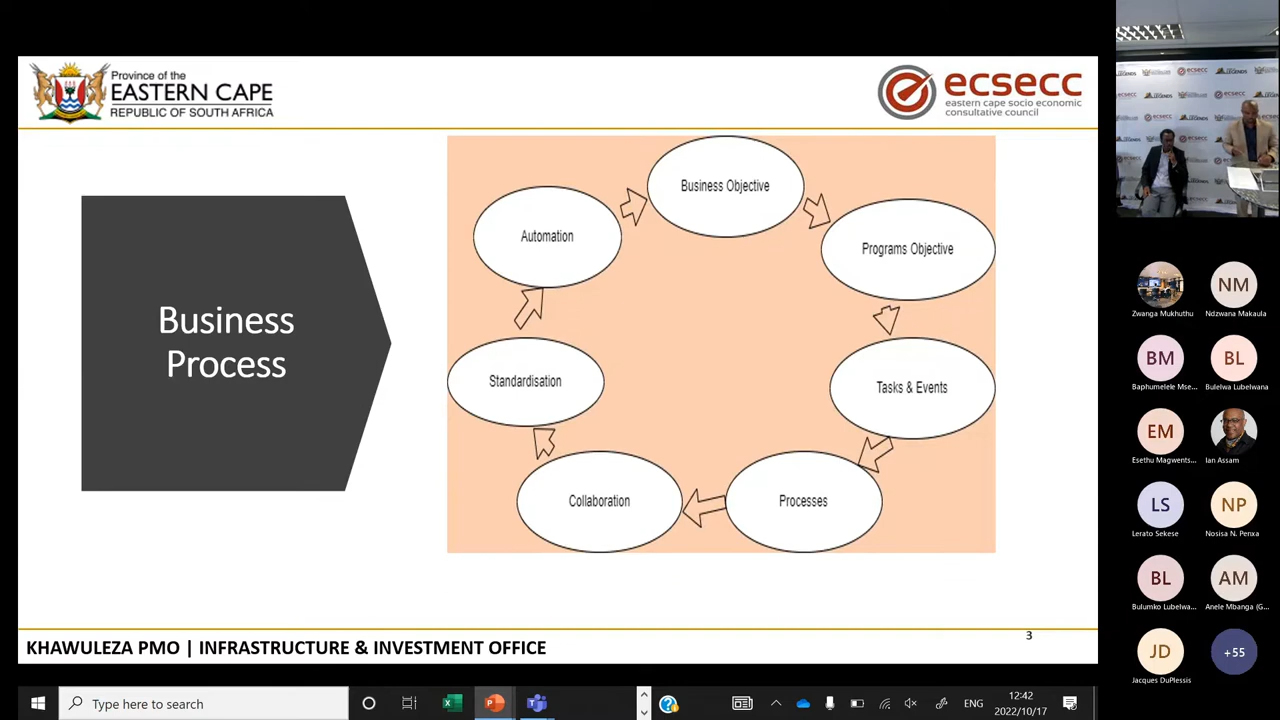 Province of the
EASTERN CAPE
REPUBLIC OF SOUTH AFRICA
ecsecc
eastern cape socio economic
consultative council
Business
Process
Business Objective
Programs Objective
Tasks & Events
Processes
Collaboration
Standardisation
Automation
KHAWULEZA PMO | INFRASTRUCTURE & INVESTMENT OFFICE
3
Zwanga Mukhuthu
NM
Ndzwana Makaula
BM
Baphumelele Mse...
BL
Bulelwa Lubelwana
EM
Esethu Magwents...
Ian Assam
LS
Lerato Sekese
NP
Nosisa N. Penxa
BL
Bulumko Lubelwa...
AM
Anele Mbanga (G...
JD
Jacques DuPlessis
+55
Type here to search
ENG
12:42
2022/10/17
ecsecc
LEGENDS